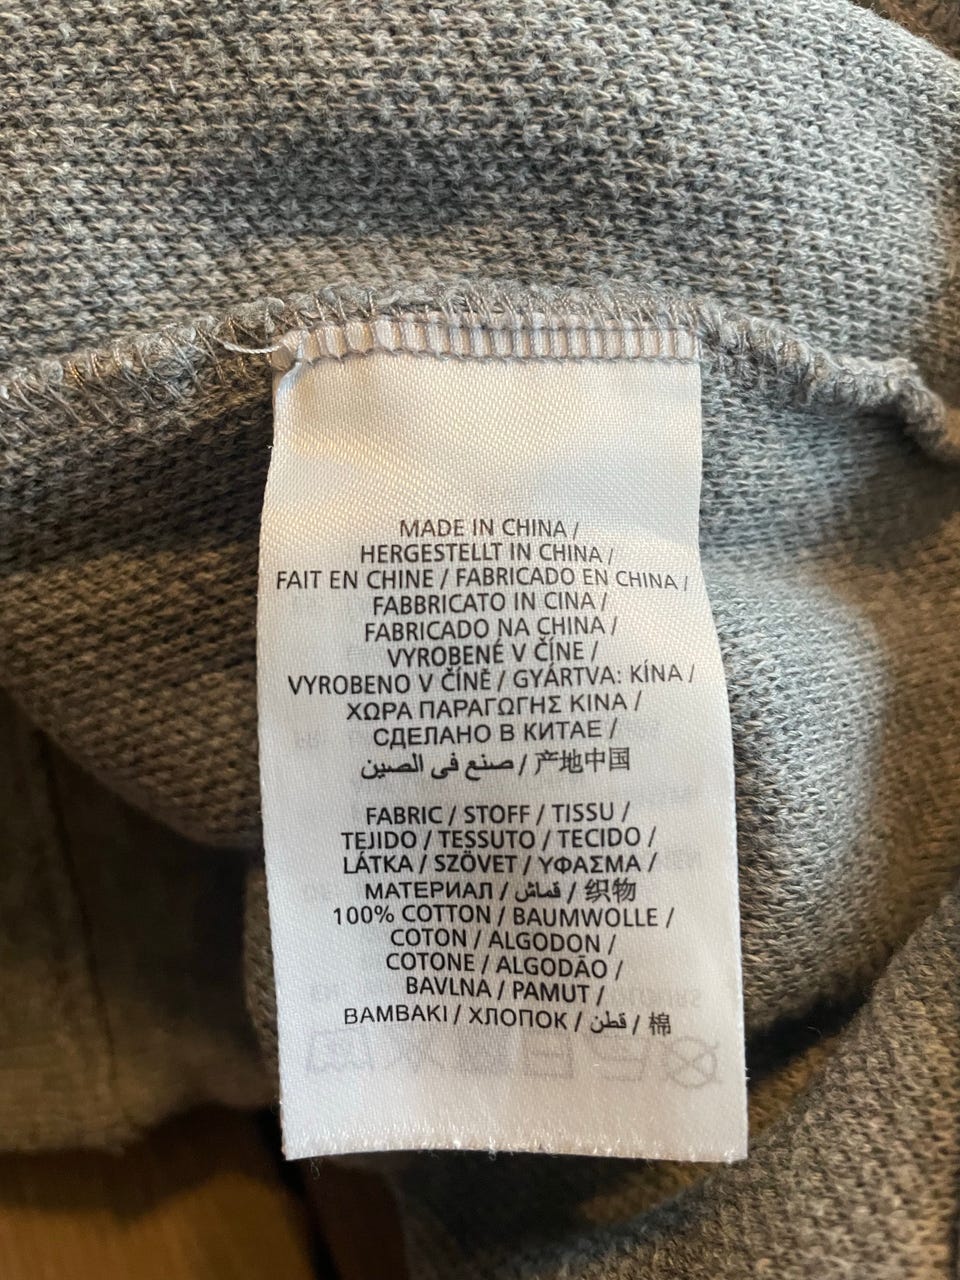 MADE IN CHINA /
HERGESTELLT IN CHINA /
FAIT EN CHINE / FABRICADO EN CHINA /
FABBRICATO IN CINA /
FABRICADO NA CHINA /
VYROBENÉ V ČÍNE /
VYROBENO V ČÍNĚ / GYÁRTVA: KÍNA /
ΧΩΡΑ ΠΑΡΑΓΩΓΗΣ ΚΙΝΑ /
СДЕЛАНО В КИТАЕ /
صنع في الصين / 产地中国
FABRIC / STOFF / TISSU /
TEJIDO / TESSUTO / TECIDO /
LÁTKA / SZÖVET / ΥΦΑΣΜΑ /
МАТЕРИАЛ / قماش / 织物
100% COTTON / BAUMWOLLE /
COTON / ALGODON /
COTONE / ALGODÃO /
BAVLNA / PAMUT /
ΒΑΜΒΑΚΙ / ХЛОПОК / قطن / 棉